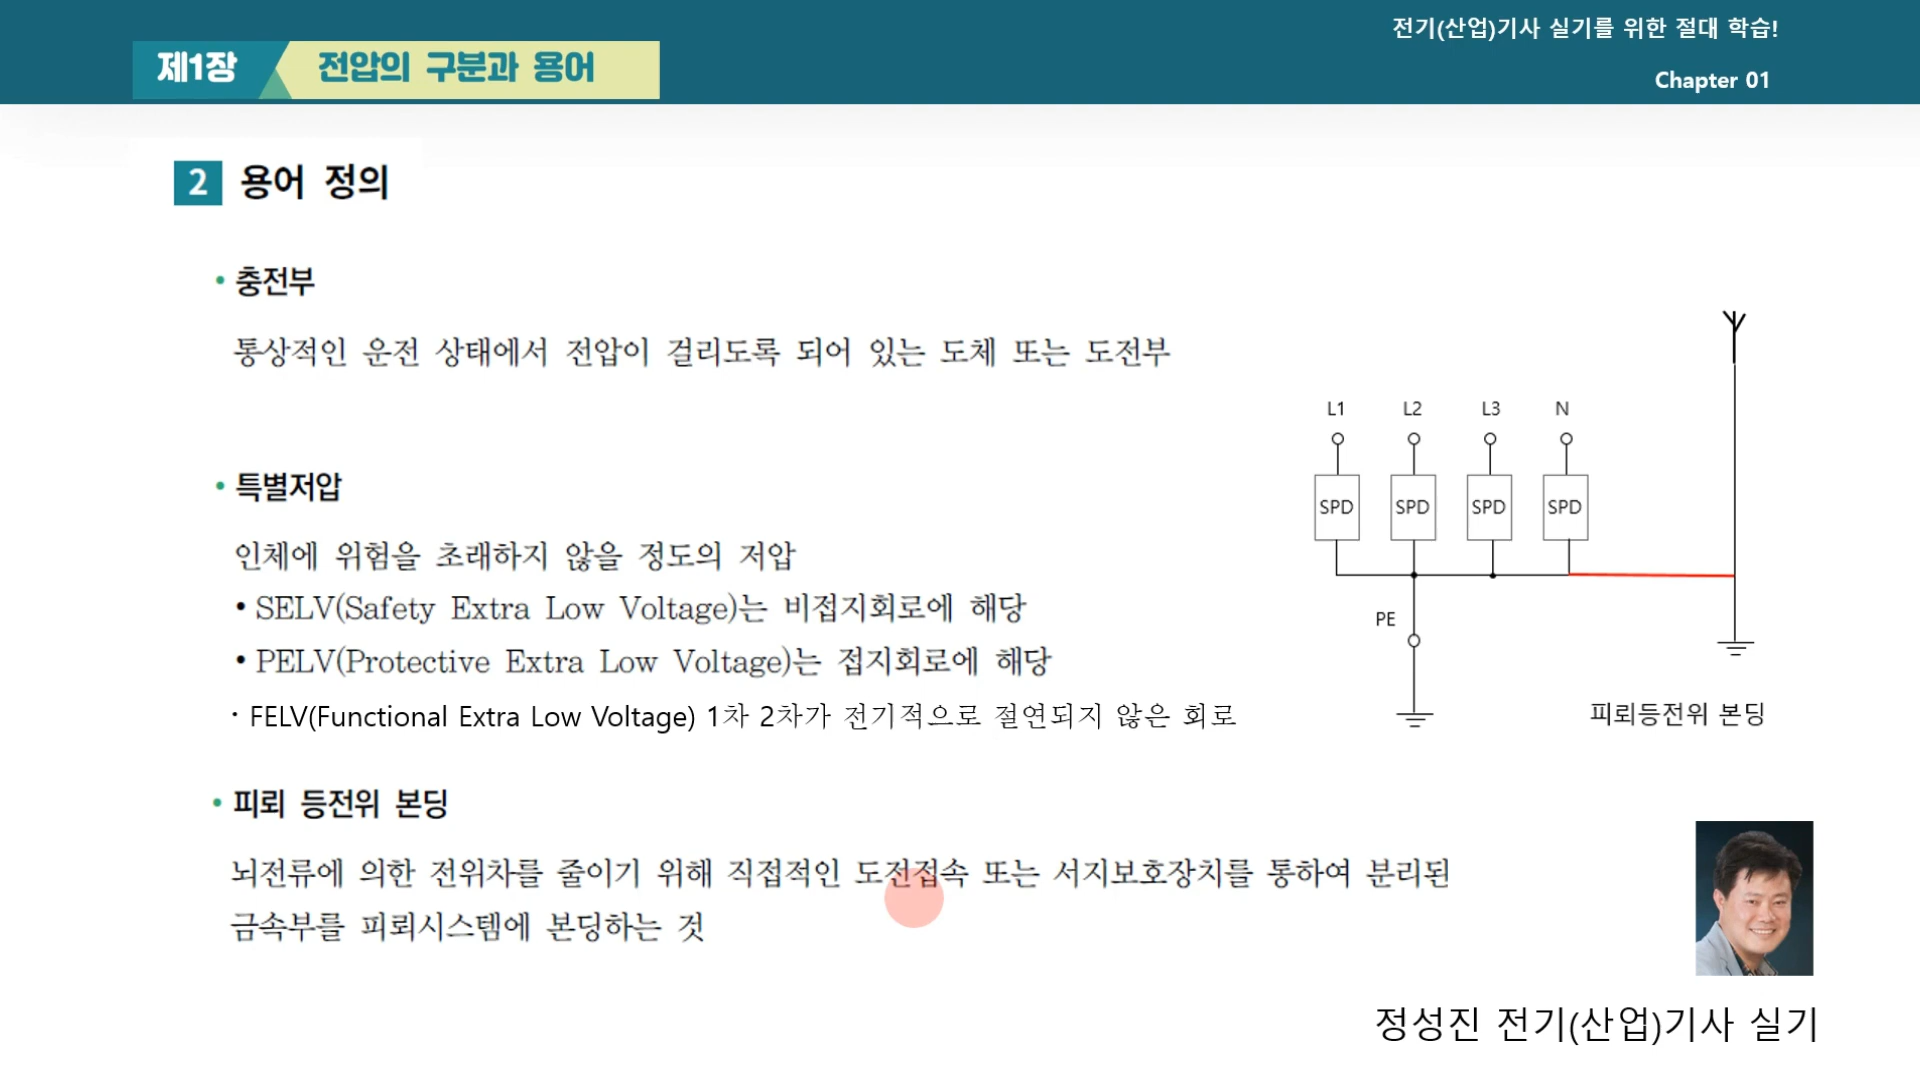 전기(산업)기사 실기를 위한 절대 학습!
제1장 전압의 구분과 용어
Chapter 01
2 용어 정의
• 충전부
통상적인 운전 상태에서 전압이 걸리도록 되어 있는 도체 또는 도전부
• 특별저압
인체에 위험을 초래하지 않을 정도의 저압
• SELV(Safety Extra Low Voltage)는 비접지회로에 해당
• PELV(Protective Extra Low Voltage)는 접지회로에 해당
· FELV(Functional Extra Low Voltage) 1차 2차가 전기적으로 절연되지 않은 회로
L1 L2 L3 N
SPD SPD SPD SPD
PE
피뢰등전위 본딩
• 피뢰 등전위 본딩
뇌전류에 의한 전위차를 줄이기 위해 직접적인 도전접속 또는 서지보호장치를 통하여 분리된
금속부를 피뢰시스템에 본딩하는 것
정성진 전기(산업)기사 실기